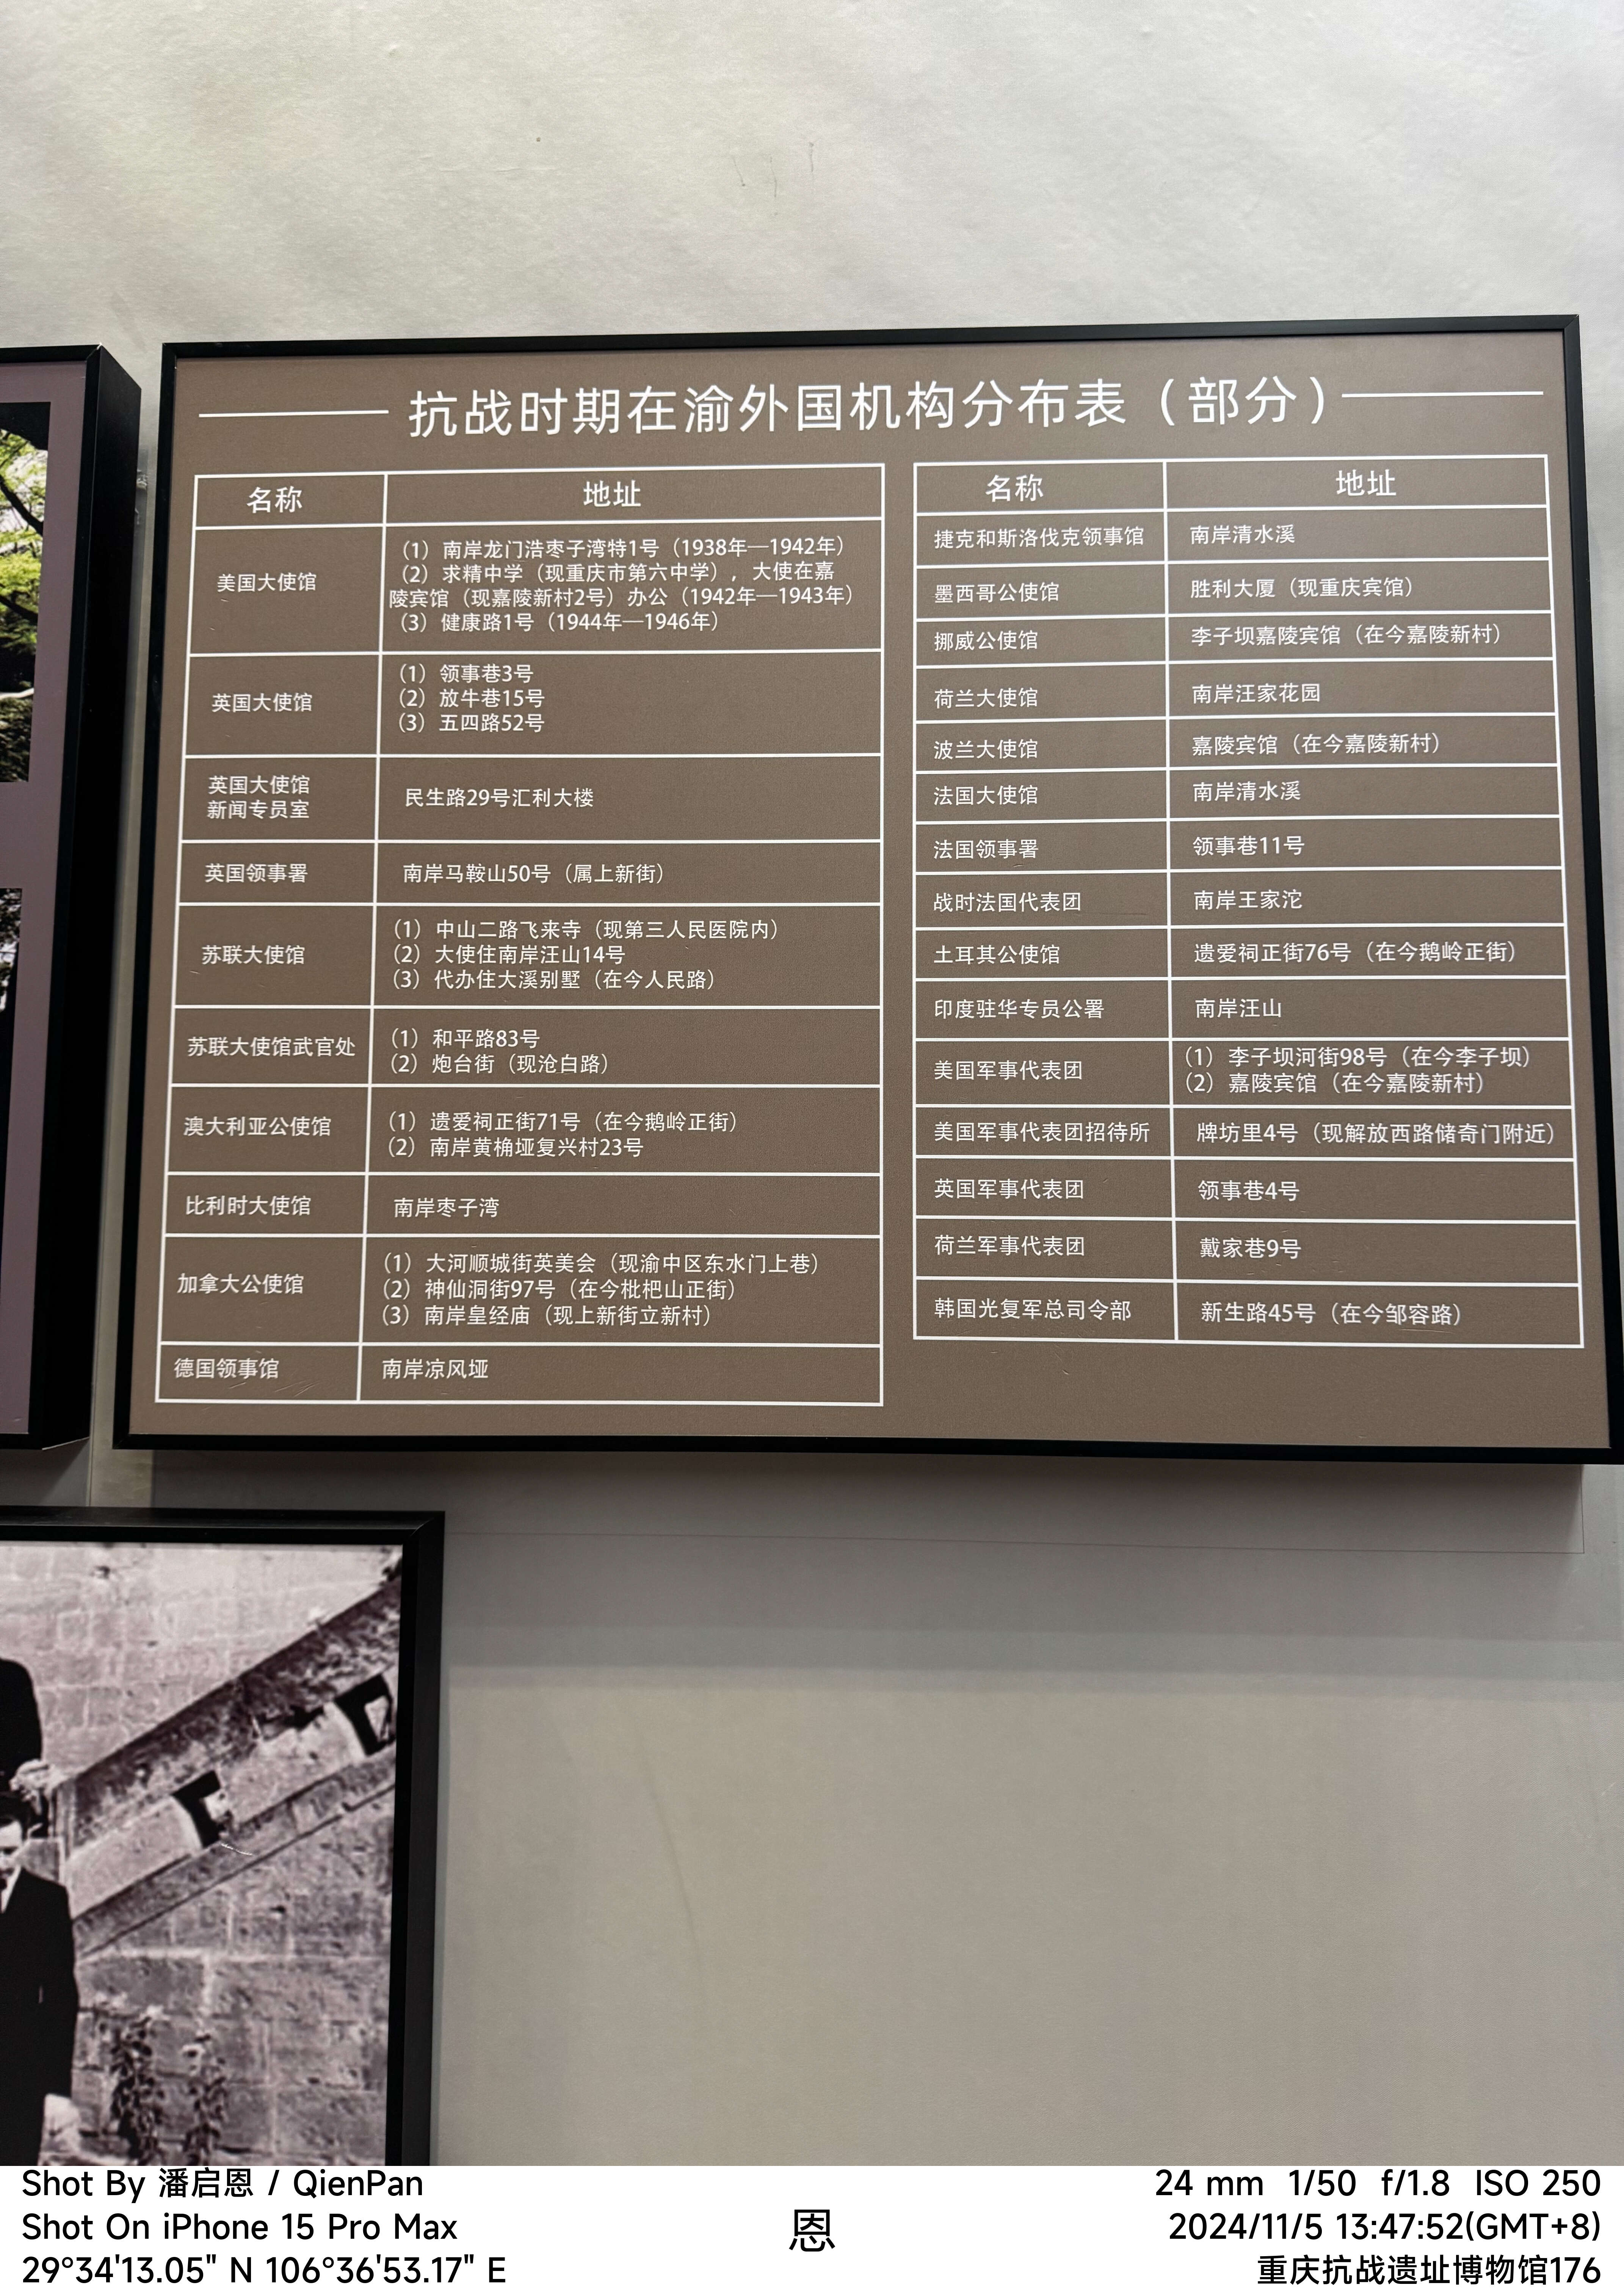 抗战时期在渝外国机构分布表（部分）
名称 地址
美国大使馆
（1）南岸龙门浩枣子湾特1号（1938年—1942年）
（2）求精中学（现重庆市第六中学），大使在嘉
陵宾馆（现嘉陵新村2号）办公（1942年—1943年）
（3）健康路1号（1944年—1946年）
英国大使馆
（1）领事巷3号
（2）放牛巷15号
（3）五四路52号
英国大使馆
新闻专员室
民生路29号汇利大楼
英国领事署 南岸马鞍山50号（属上新街）
苏联大使馆
（1）中山二路飞来寺（现第三人民医院内）
（2）大使住南岸汪山14号
（3）代办住大溪别墅（在今人民路）
苏联大使馆武官处
（1）和平路83号
（2）炮台街（现沧白路）
澳大利亚公使馆
（1）遗爱祠正街71号（在今鹅岭正街）
（2）南岸黄桷垭复兴村23号
比利时大使馆 南岸枣子湾
加拿大公使馆
（1）大河顺城街英美会（现渝中区东水门上巷）
（2）神仙洞街97号（在今枇杷山正街）
（3）南岸皇经庙（现上新街立新村）
德国领事馆 南岸凉风垭
名称 地址
捷克和斯洛伐克领事馆 南岸清水溪
墨西哥公使馆 胜利大厦（现重庆宾馆）
挪威公使馆 李子坝嘉陵宾馆（在今嘉陵新村）
荷兰大使馆 南岸汪家花园
波兰大使馆 嘉陵宾馆（在今嘉陵新村）
法国大使馆 南岸清水溪
法国领事署 领事巷11号
战时法国代表团 南岸王家沱
土耳其公使馆 遗爱祠正街76号（在今鹅岭正街）
印度驻华专员公署 南岸汪山
美国军事代表团
（1）李子坝河街98号（在今李子坝）
（2）嘉陵宾馆（在今嘉陵新村）
美国军事代表团招待所 牌坊里4号（现解放西路储奇门附近）
英国军事代表团 领事巷4号
荷兰军事代表团 戴家巷9号
韩国光复军总司令部 新生路45号（在今邹容路）
Shot By 潘启恩 / QienPan
Shot On iPhone 15 Pro Max
29°34'13.05" N 106°36'53.17" E
恩
24 mm 1/50 f/1.8 ISO 250
2024/11/5 13:47:52(GMT+8)
重庆抗战遗址博物馆176